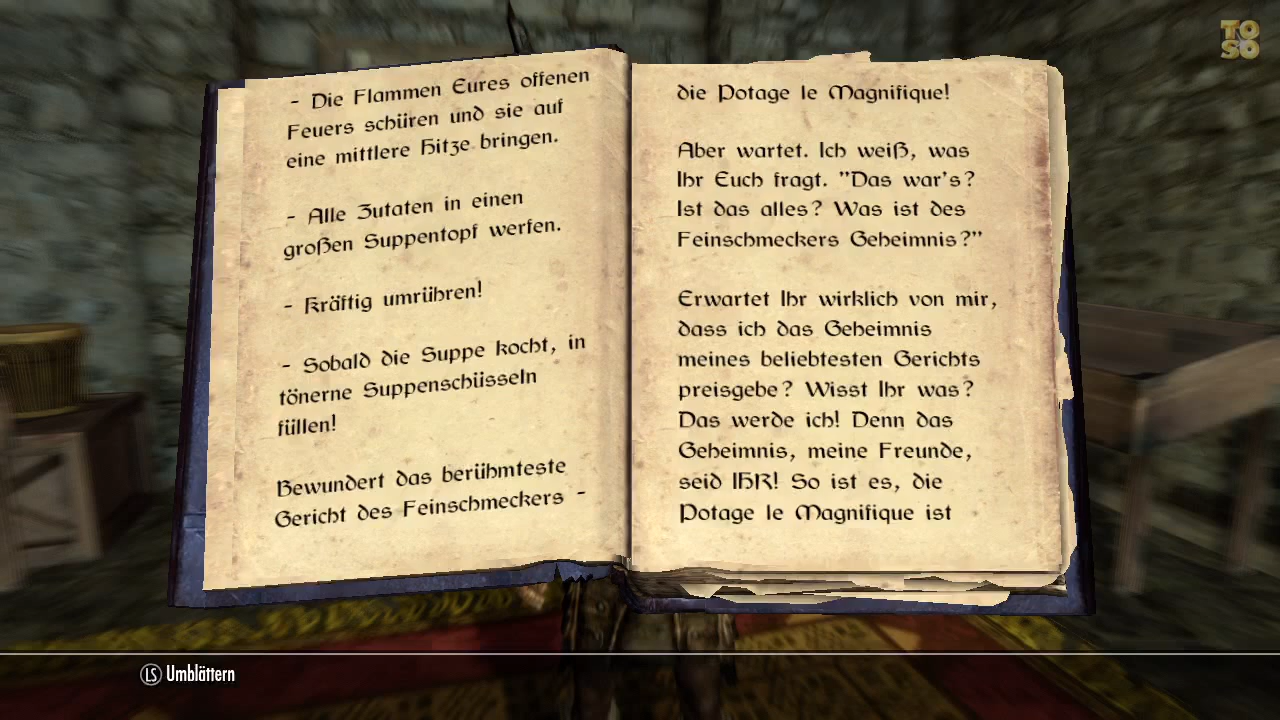 TO
SO
- Die Flammen Eures offenen
Feuers schüren und sie auf
eine mittlere Hitze bringen.
- Alle Zutaten in einen
großen Suppentopf werfen.
- Kräftig umrühren!
- Sobald die Suppe kocht, in
tönerne Suppenschüsseln
füllen!
Bewundert das berühmteste
Gericht des Feinschmeckers -
die Potage le Magnifique!
Aber wartet. Ich weiß, was
Ihr Euch fragt. "Das war's?
Ist das alles? Was ist des
Feinschmeckers Geheimnis?"
Erwartet Ihr wirklich von mir,
dass ich das Geheimnis
meines beliebtesten Gerichts
preisgebe? Wisst Ihr was?
Das werde ich! Denn das
Geheimnis, meine Freunde,
seid IHR! So ist es, die
Potage le Magnifique ist
LS Umblättern